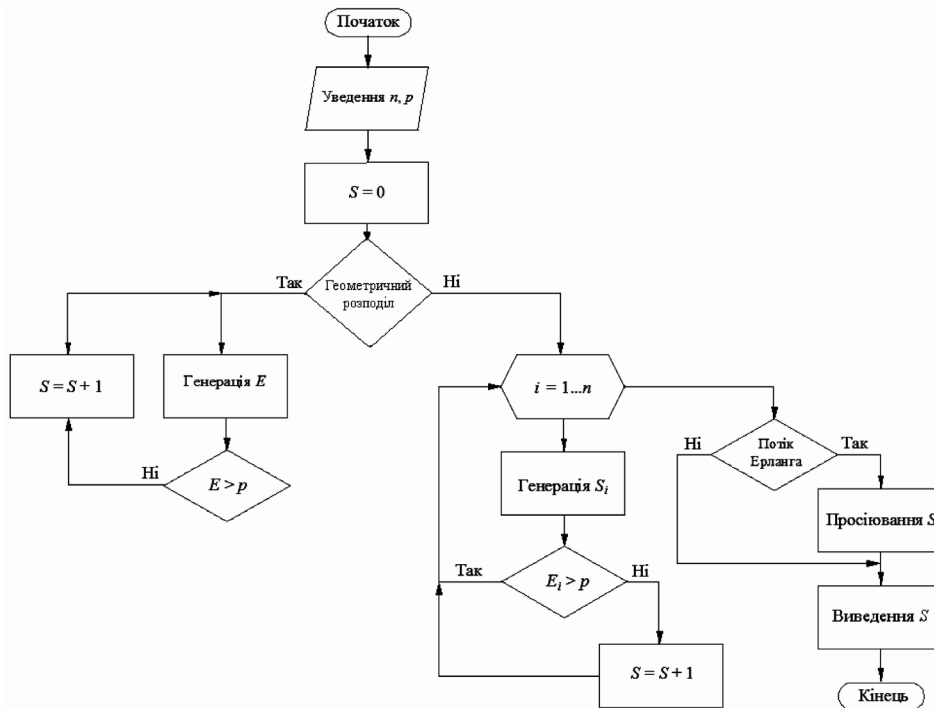 Початок
Уведення n, p
S = 0
Так
Геометричний
розподіл
Ні
S = S + 1
Генерація E
Ні
E > p
i = 1...n
Ні
Потік
Ерланга
Так
Генерація Sᵢ
Просіювання S
Так
Eᵢ > p
Ні
Виведення S
S = S + 1
Кінець